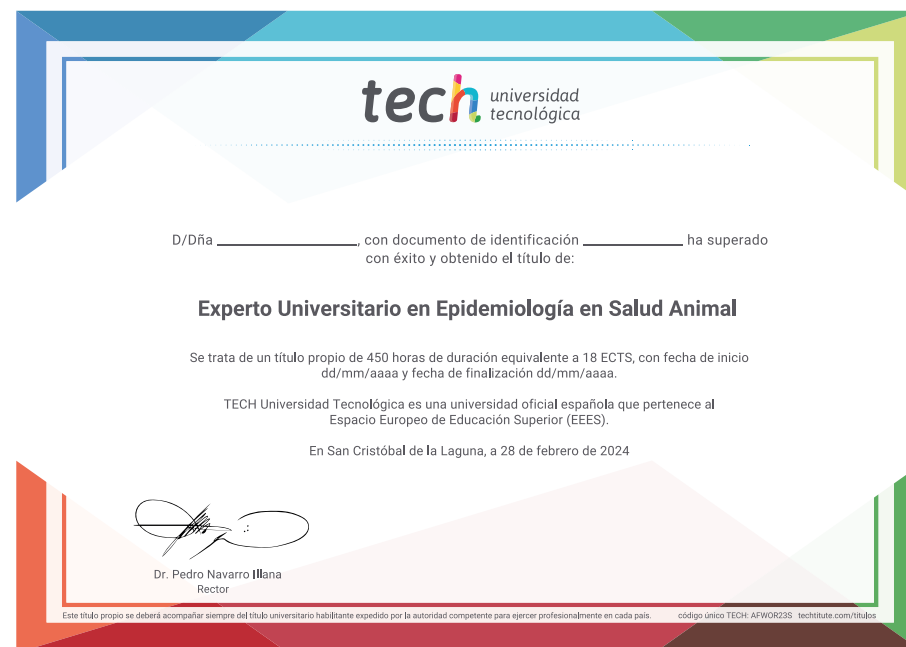 tech universidad
tecnológica
D/Dña ____________________, con documento de identificación ______________ ha superado
con éxito y obtenido el título de:
Experto Universitario en Epidemiología en Salud Animal
Se trata de un título propio de 450 horas de duración equivalente a 18 ECTS, con fecha de inicio
dd/mm/aaaa y fecha de finalización dd/mm/aaaa.
TECH Universidad Tecnológica es una universidad oficial española que pertenece al
Espacio Europeo de Educación Superior (EEES).
En San Cristóbal de la Laguna, a 28 de febrero de 2024
Dr. Pedro Navarro Illana
Rector
Este título propio se deberá acompañar siempre del título universitario habilitante expedido por la autoridad competente para ejercer profesionalmente en cada país. código único TECH: AFWOR23S techtitute.com/titulos